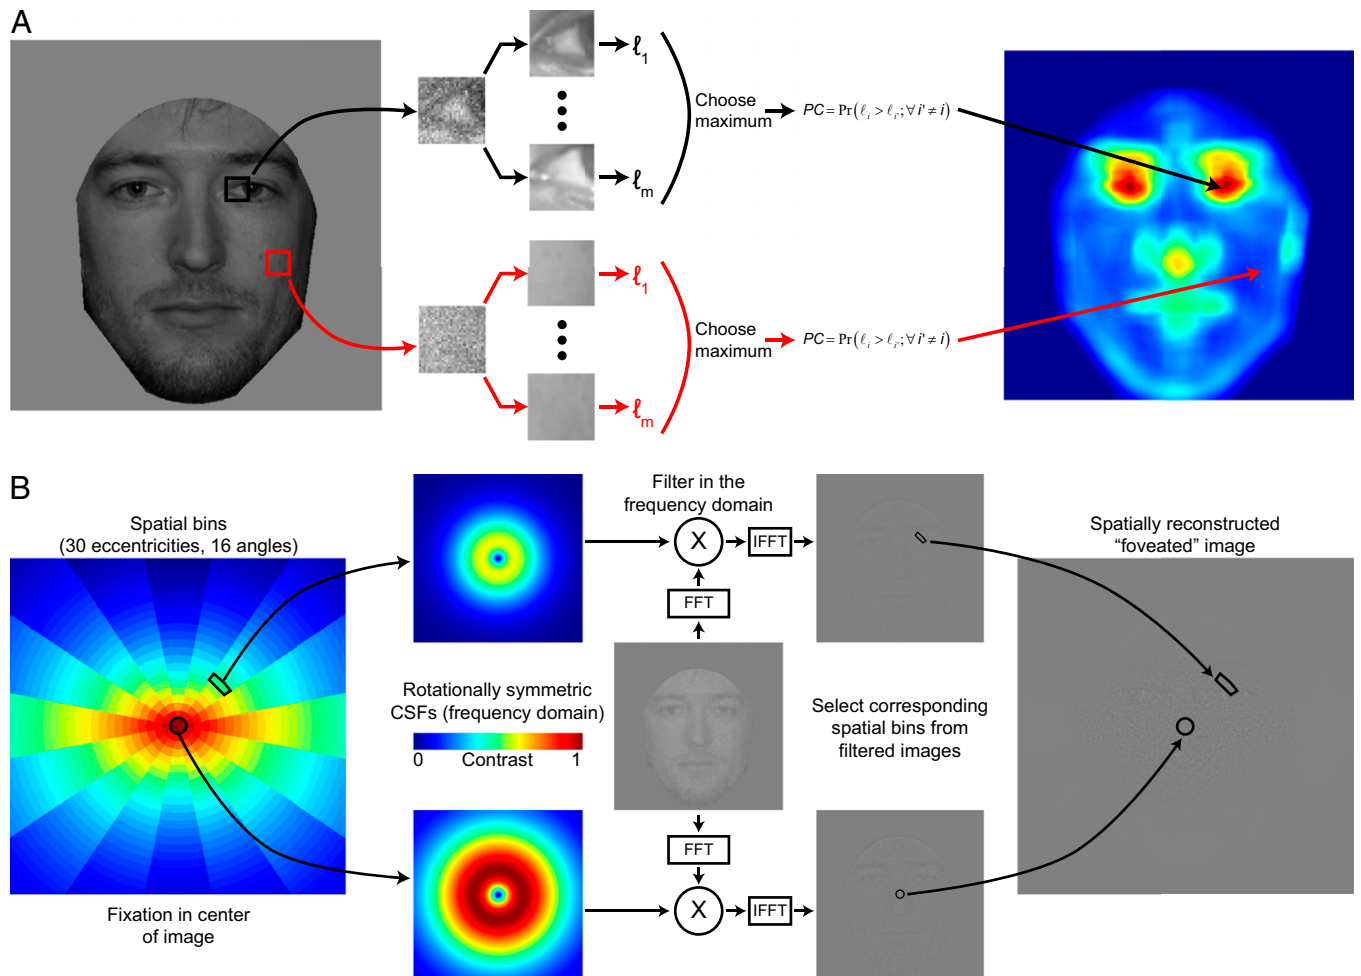 A
ℓ1
Choose
maximum
PC = Pr(ℓi > ℓi'; ∀ i' ≠ i)
ℓm
ℓ1
Choose
maximum
PC = Pr(ℓi > ℓi'; ∀ i' ≠ i)
ℓm
B
Spatial bins
(30 eccentricities, 16 angles)
Filter in the
frequency domain
X
IFFT
FFT
Spatially reconstructed
“foveated” image
Rotationally symmetric
CSFs (frequency domain)
0 Contrast 1
Select corresponding
spatial bins from
filtered images
FFT
X
IFFT
Fixation in center
of image